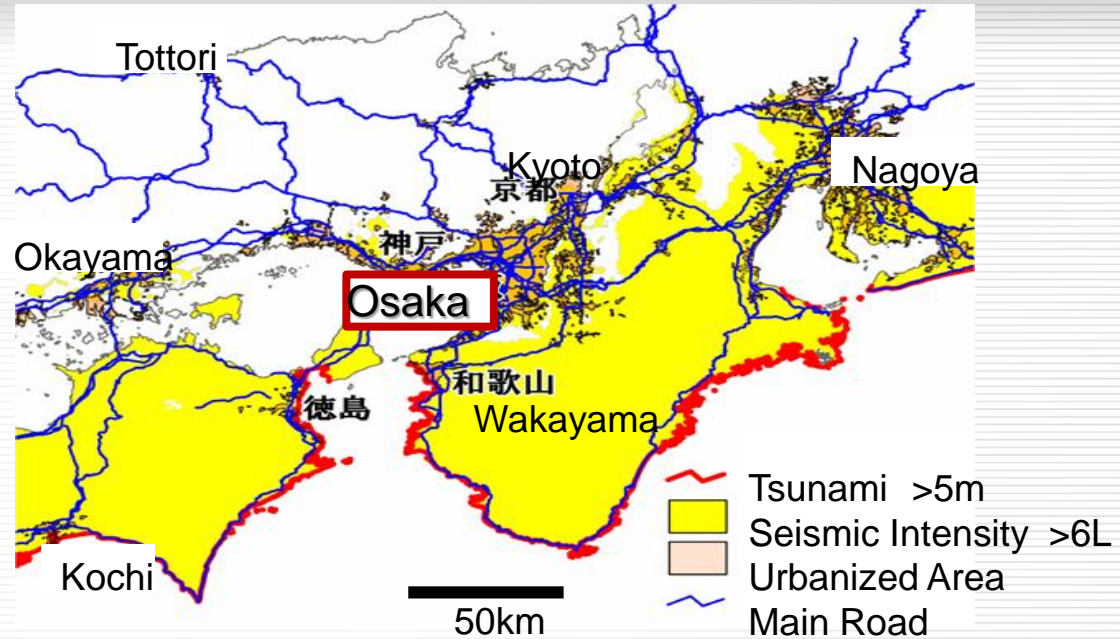 Tottori
Kyoto
京都
Nagoya
神戸
Okayama
Osaka
和歌山
徳島
Wakayama
Tsunami >5m
Seismic Intensity >6L
Urbanized Area
Main Road
Kochi
50km